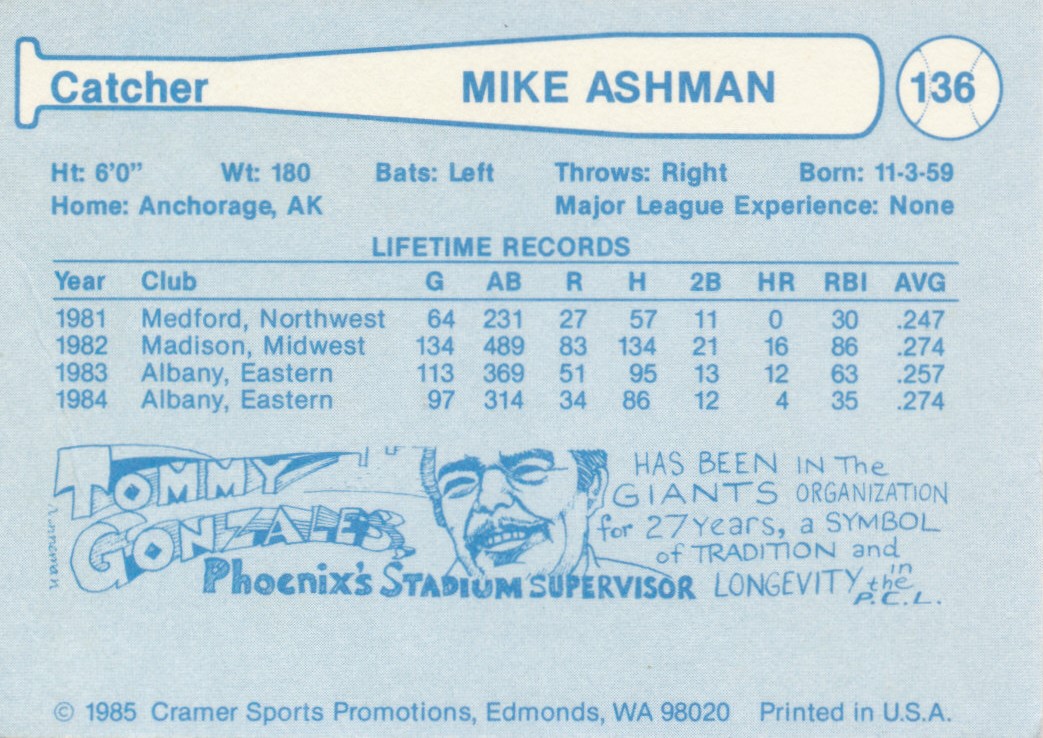 Catcher MIKE ASHMAN 136
Ht: 6'0" Wt: 180 Bats: Left Throws: Right Born: 11-3-59
Home: Anchorage, AK Major League Experience: None
LIFETIME RECORDS
Year Club G AB R H 2B HR RBI AVG
1981 Medford, Northwest 64 231 27 57 11 0 30 .247
1982 Madison, Midwest 134 489 83 134 21 16 86 .274
1983 Albany, Eastern 113 369 51 95 13 12 63 .257
1984 Albany, Eastern 97 314 34 86 12 4 35 .274
TOMMY
GONZALES,
Phoenix's STADIUM SUPERVISOR
HAS BEEN IN The
GIANTS ORGANIZATION
for 27 years, a SYMBOL
of TRADITION and
LONGEVITY in the
P.C.L.
© 1985 Cramer Sports Promotions, Edmonds, WA 98020 Printed in U.S.A.